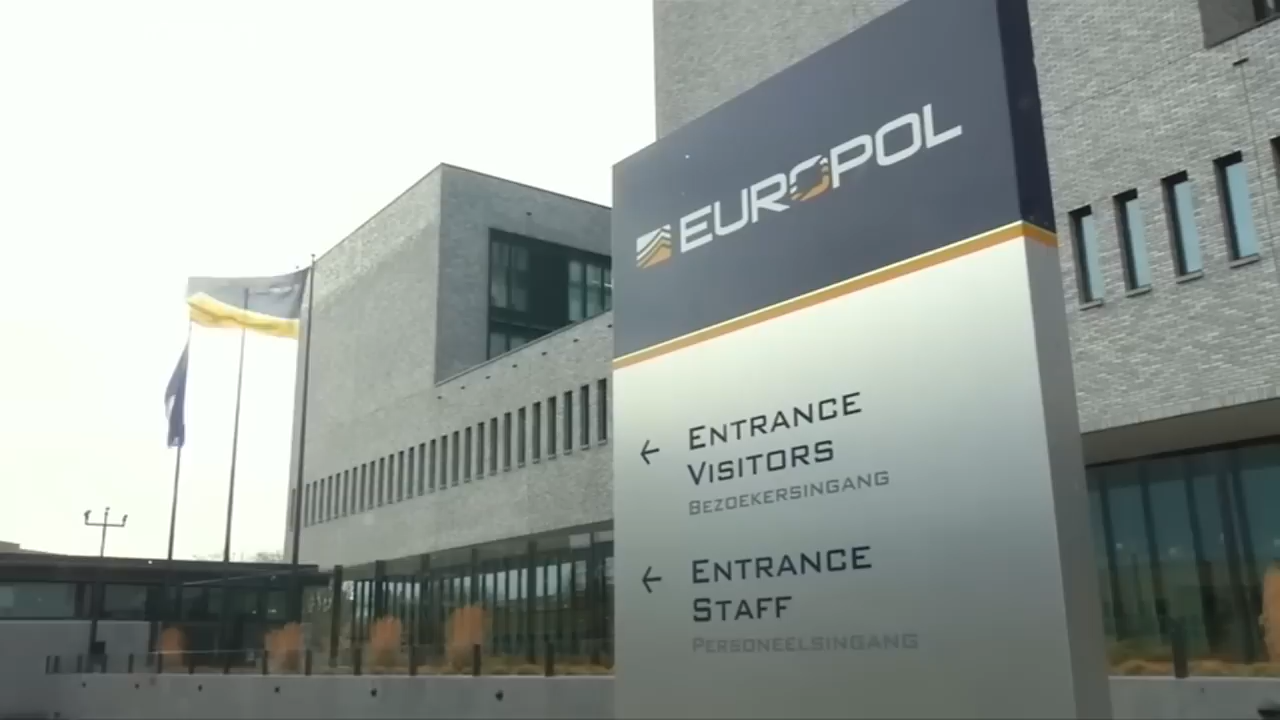 EUROPOL
ENTRANCE
VISITORS
BEZOEKERSINGANG
ENTRANCE
STAFF
PERSONEELSINGANG